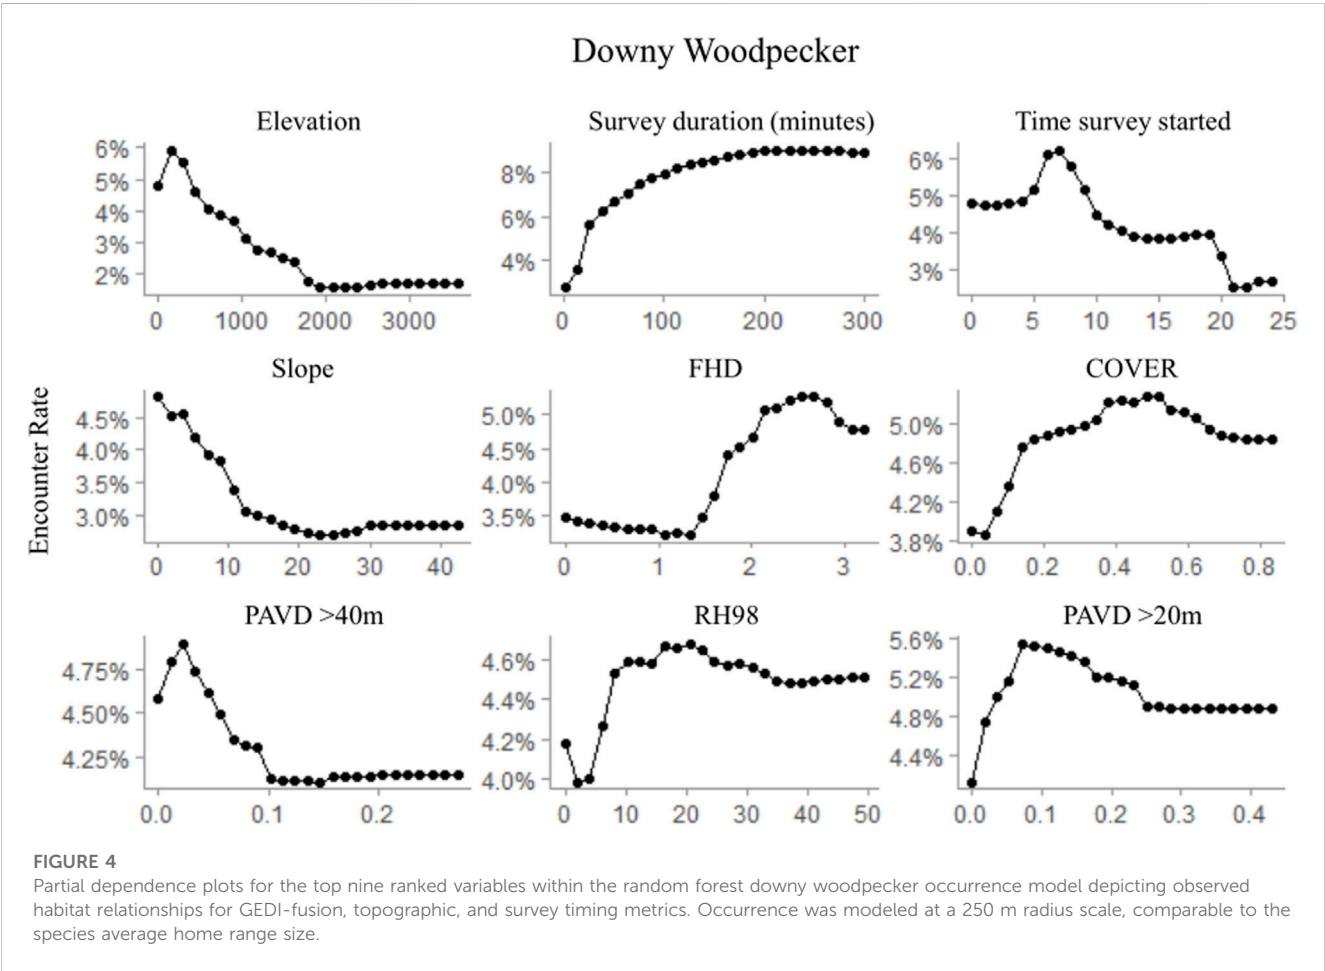 Downy Woodpecker
Elevation
6%
5%
4%
3%
2%
0 1000 2000 3000
Survey duration (minutes)
8%
6%
4%
0 100 200 300
Time survey started
6%
5%
4%
3%
0 5 10 15 20 25
Encounter Rate
Slope
4.5%
4.0%
3.5%
3.0%
0 10 20 30 40
FHD
5.0%
4.5%
4.0%
3.5%
0 1 2 3
COVER
5.0%
4.6%
4.2%
3.8%
0.0 0.2 0.4 0.6 0.8
PAVD >40m
4.75%
4.50%
4.25%
0.0 0.1 0.2
RH98
4.6%
4.4%
4.2%
4.0%
0 10 20 30 40 50
PAVD >20m
5.6%
5.2%
4.8%
4.4%
0.0 0.1 0.2 0.3 0.4
FIGURE 4
Partial dependence plots for the top nine ranked variables within the random forest downy woodpecker occurrence model depicting observed
habitat relationships for GEDI-fusion, topographic, and survey timing metrics. Occurrence was modeled at a 250 m radius scale, comparable to the
species average home range size.